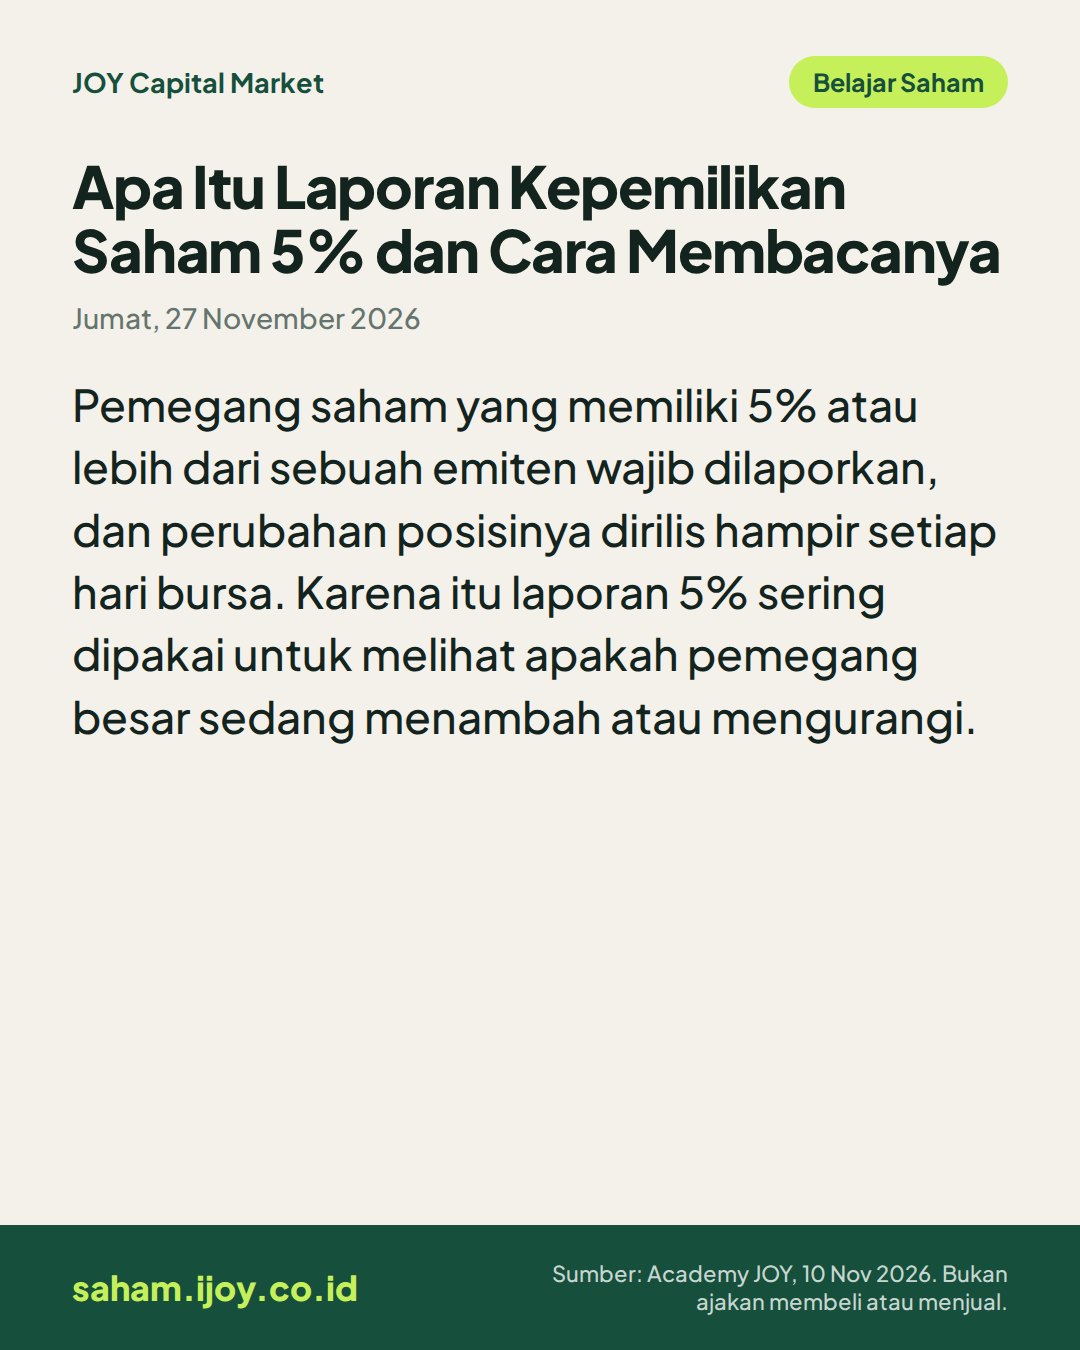 JOY Capital Market
Belajar Saham
Apa Itu Laporan Kepemilikan
Saham 5% dan Cara Membacanya
Jumat, 27 November 2026
Pemegang saham yang memiliki 5% atau
lebih dari sebuah emiten wajib dilaporkan,
dan perubahan posisinya dirilis hampir setiap
hari bursa. Karena itu laporan 5% sering
dipakai untuk melihat apakah pemegang
besar sedang menambah atau mengurangi.
saham.ijoy.co.id
Sumber: Academy JOY, 10 Nov 2026. Bukan
ajakan membeli atau menjual.